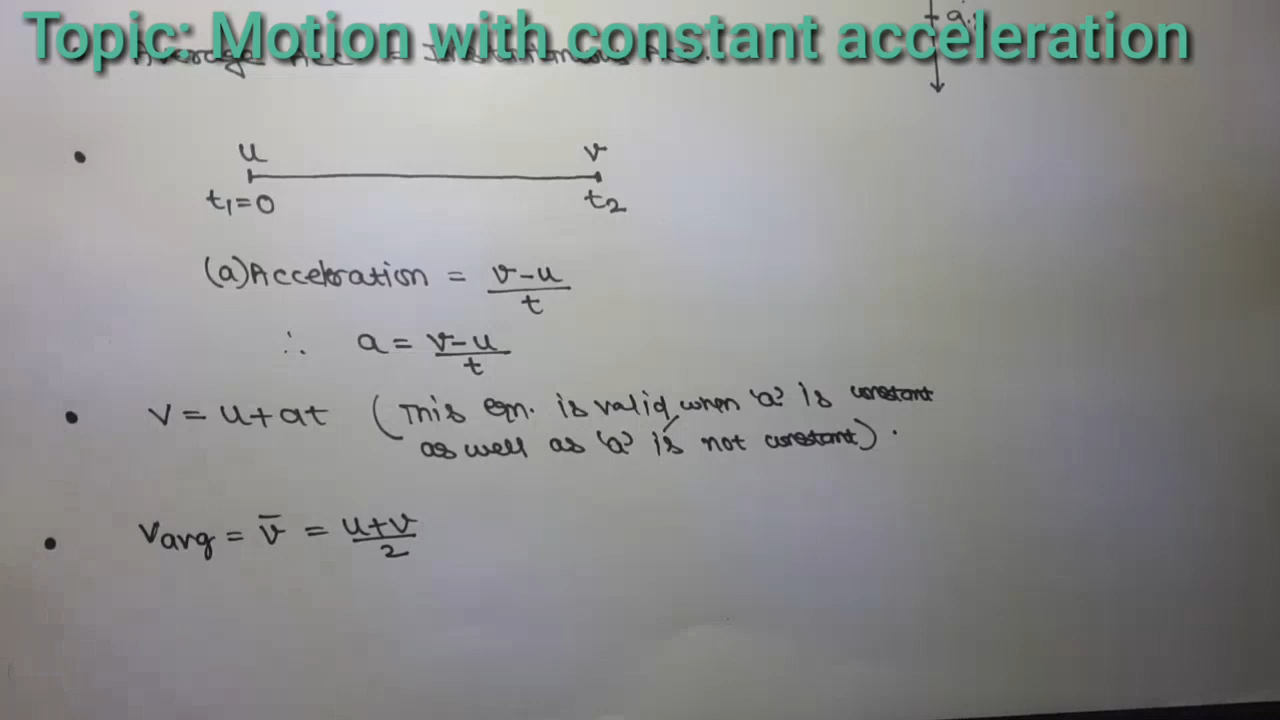 Topic: Motion with constant acceleration
u v
t₁=0 t₂
(a) Acceleration = v-u / t
∴ a = v-u / t
v = u+at (This eqn. is valid, when 'a' is constant
as well as 'a' is not constant).
Varg = v̄ = u+v / 2